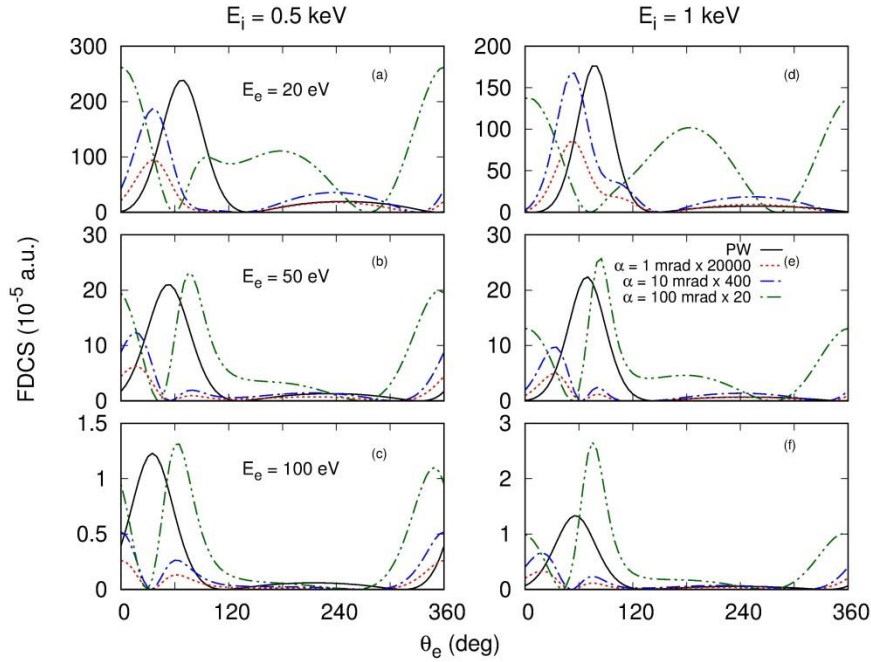 E_i = 0.5 keV
E_i = 1 keV
FDCS (10^-5 a.u.)
300
200
100
0
(a)
E_e = 20 eV
200
150
100
50
0
(d)
30
20
10
0
(b)
E_e = 50 eV
30
20
10
0
PW
α = 1 mrad x 20000
(e)
α = 10 mrad x 400
α = 100 mrad x 20
1.5
1
0.5
0
(c)
E_e = 100 eV
3
2
1
0
(f)
0 120 240 360
0 120 240 360
θ_e (deg)